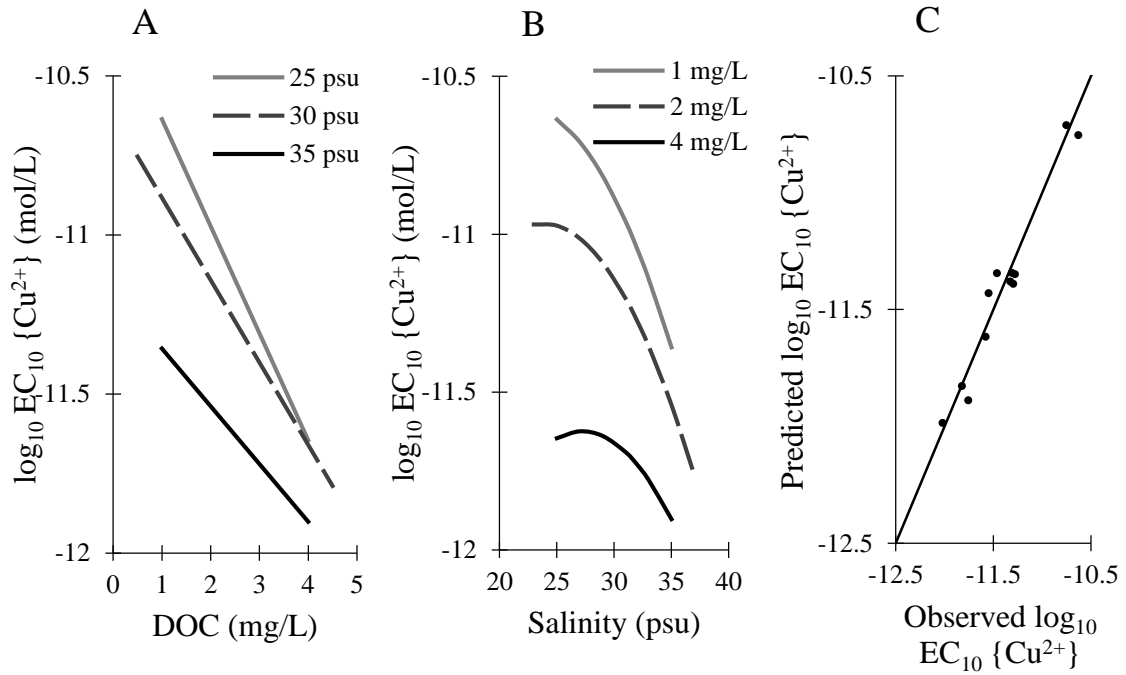 A
log₁₀ EC₁₀ {Cu²⁺} (mol/L)
-10.5
-11
-11.5
-12
25 psu
30 psu
35 psu
0 1 2 3 4 5
DOC (mg/L)
B
log₁₀ EC₁₀ {Cu²⁺} (mol/L)
-10.5
-11
-11.5
-12
1 mg/L
2 mg/L
4 mg/L
20 25 30 35 40
Salinity (psu)
C
Predicted log₁₀ EC₁₀ {Cu²⁺}
-10.5
-11.5
-12.5
-12.5 -11.5 -10.5
Observed log₁₀
EC₁₀ {Cu²⁺}